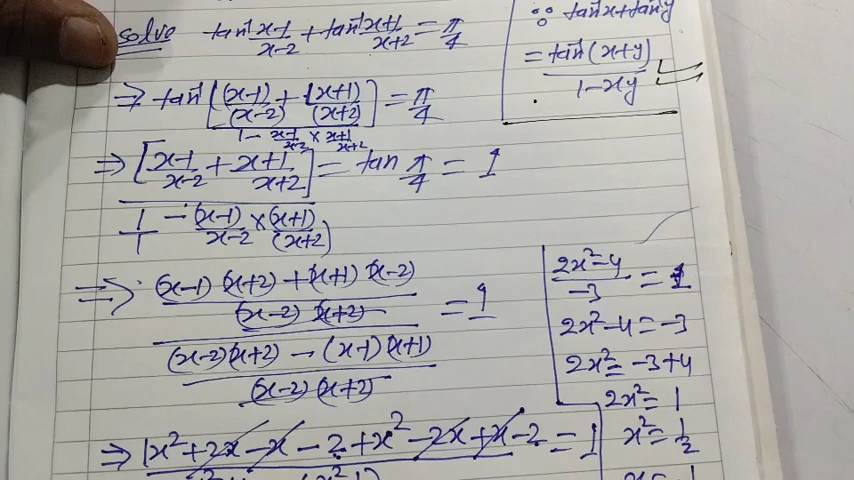 solve tan⁻¹ x-1/x-2 + tan⁻¹ x+1/x+2 = π/4
⇒ tan⁻¹ [ (x-1)/(x-2) + (x+1)/(x+2) / 1 - x-1/x-2 × x+1/x+2 ] = π/4
⇒ [ x-1/x-2 + x+1/x+2 ] = tan π/4 = 1
1/1 - (x-1)/x-2 × (x+1)/(x+2)
⇒ (x-1)(x+2) + (x+1)(x-2)
(x-2)(x+2) = 1
(x-2)(x+2) - (x-1)(x+1)
(x-2)(x+2)
⇒ x² + 2x - x - 2 + x² - 2x + x - 2 = 1
∵ tan⁻¹x + tan⁻¹y
= tan⁻¹ (x+y)
1 - xy
2x² - 4 / -3 = 1
2x² - 4 = -3
2x² = -3 + 4
2x² = 1
x² = 1/2